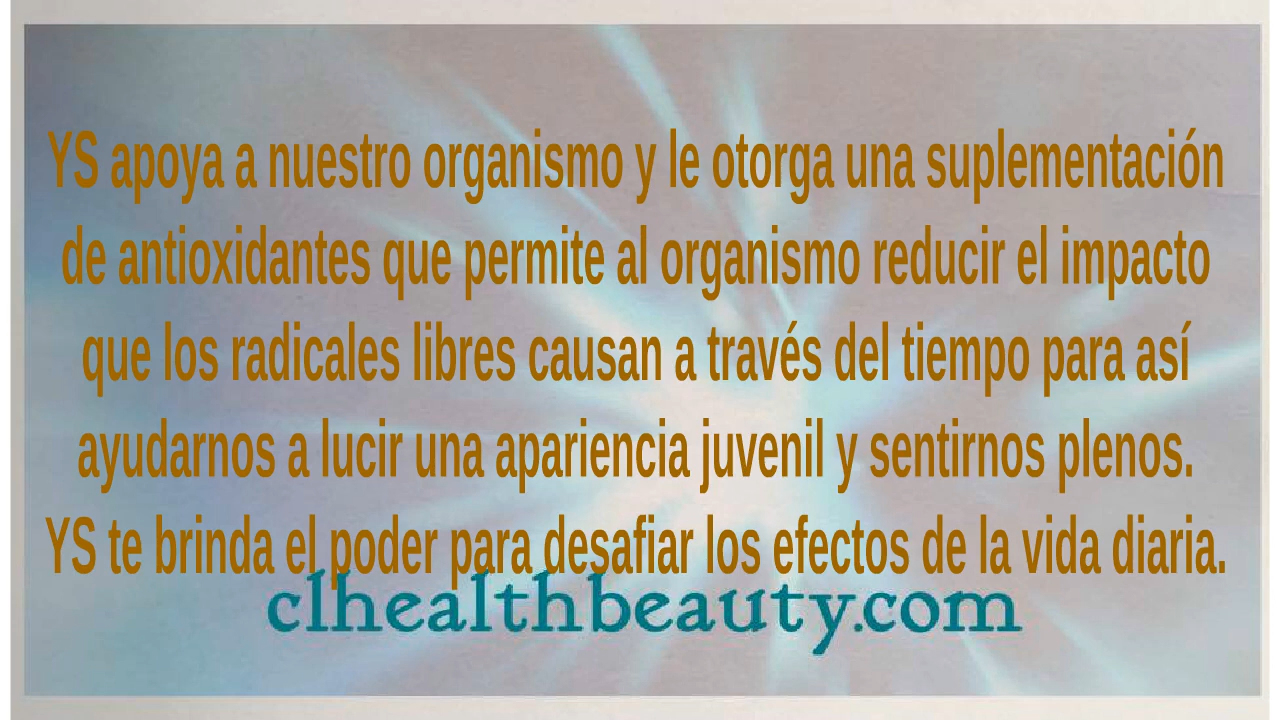 YS apoya a nuestro organismo y le otorga una suplementación
de antioxidantes que permite al organismo reducir el impacto
que los radicales libres causan a través del tiempo para así
ayudarnos a lucir una apariencia juvenil y sentirnos plenos.
YS te brinda el poder para desafiar los efectos de la vida diaria.
clhealthbeauty.com